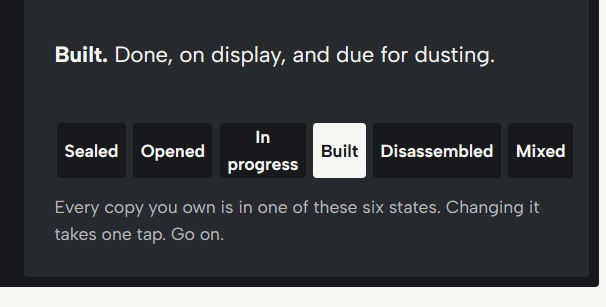 Built. Done, on display, and due for dusting.
Sealed
Opened
In
progress
Built
Disassembled
Mixed
Every copy you own is in one of these six states. Changing it
takes one tap. Go on.